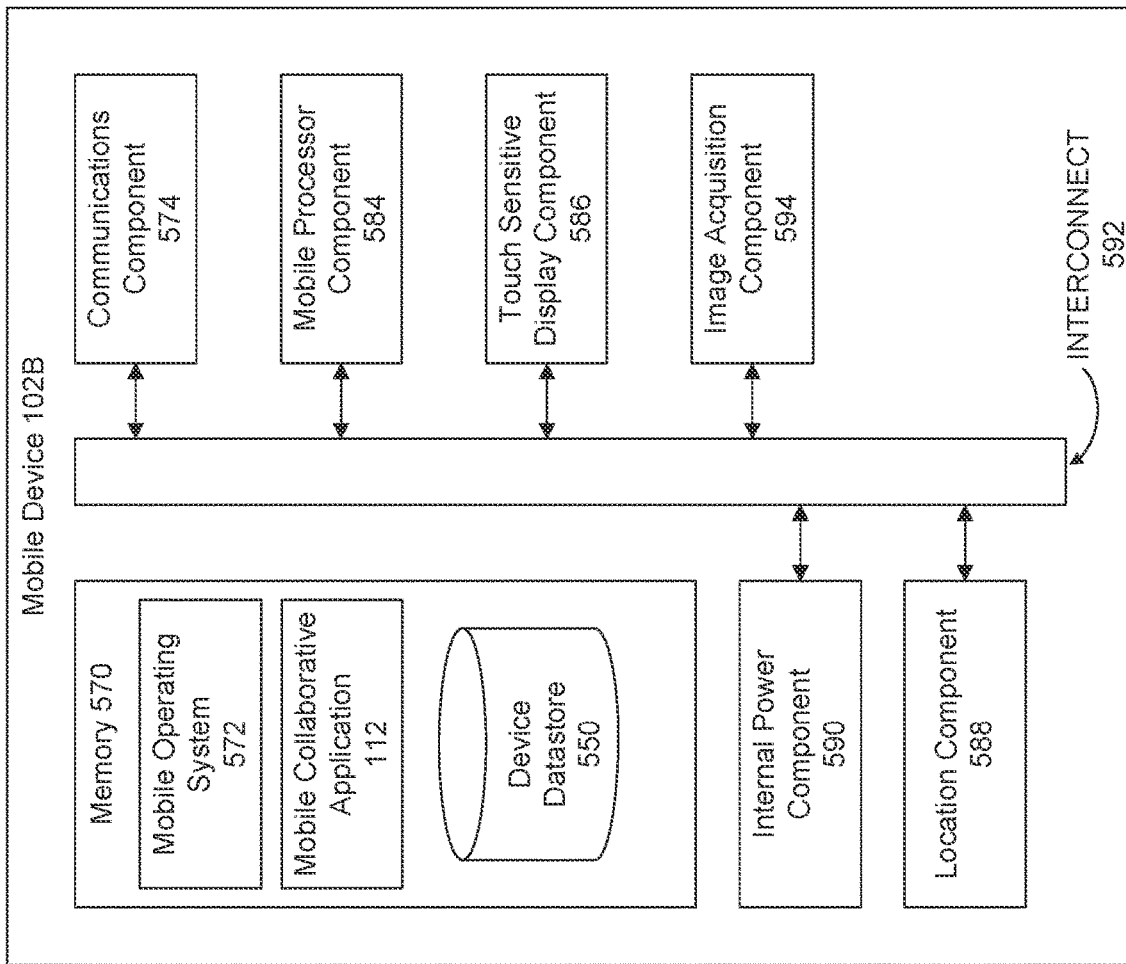 Mobile Device 102B
Memory 570
Mobile Operating
System
572
Mobile Collaborative
Application
112
Device
Datastore
550
Internal Power
Component
590
Location Component
588
Communications
Component
574
Mobile Processor
Component
584
Touch Sensitive
Display Component
586
Image Acquisition
Component
594
INTERCONNECT
592